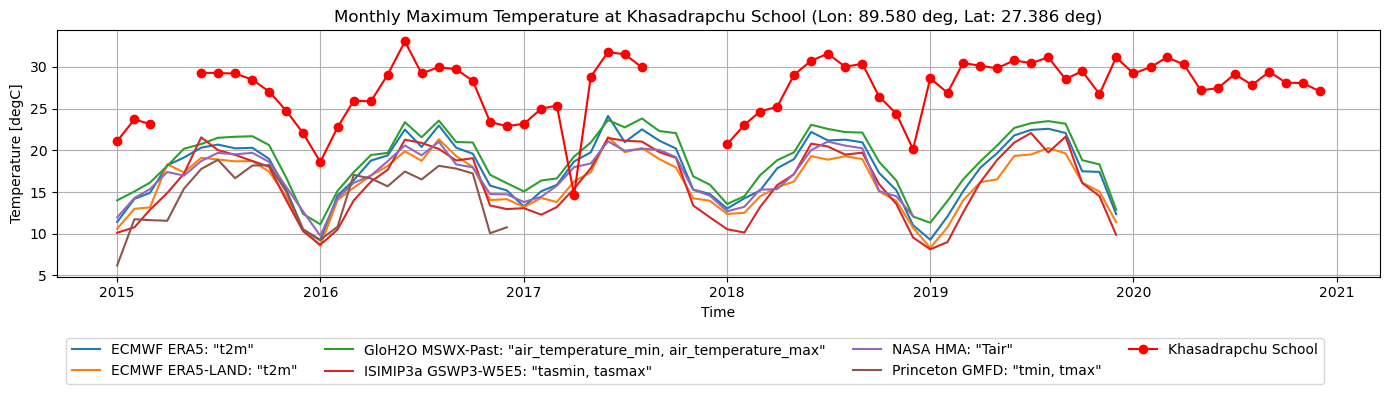 Monthly Maximum Temperature at Khasadrapchu School (Lon: 89.580 deg, Lat: 27.386 deg)
Temperature [degC]
30
25
20
15
10
5
2015 2016 2017 2018 2019 2020 2021
Time
ECMWF ERA5: "t2m" GloH2O MSWX-Past: "air_temperature_min, air_temperature_max" NASA HMA: "Tair" Khasadrapchu School
ECMWF ERA5-LAND: "t2m" ISIMIP3a GSWP3-W5E5: "tasmin, tasmax" Princeton GMFD: "tmin, tmax"